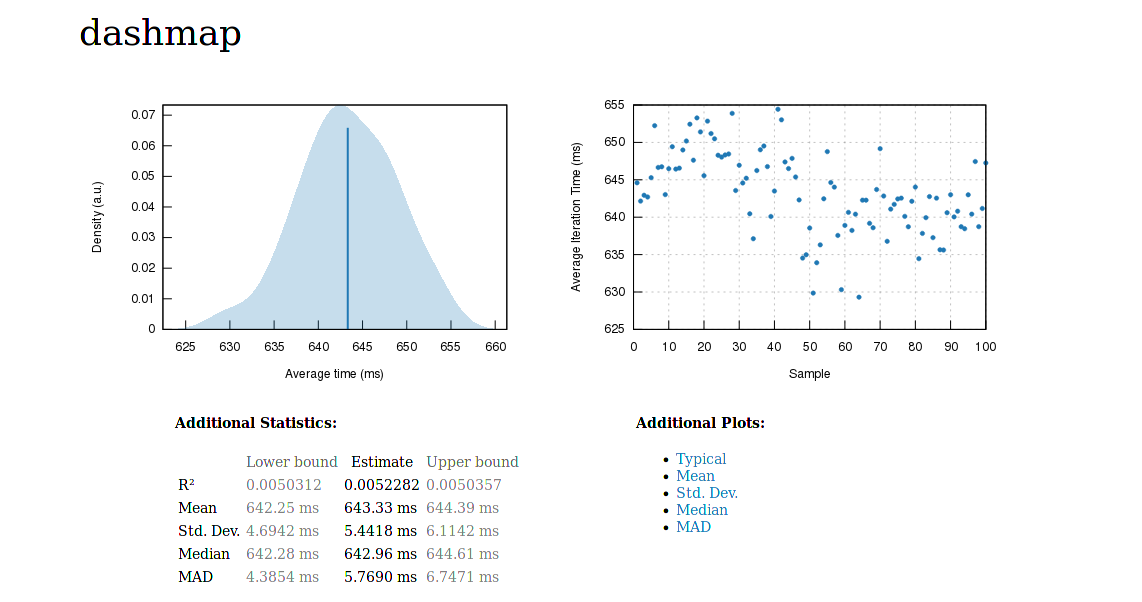 dashmap
0.07
0.06
0.05
0.04
0.03
0.02
0.01
0
Density (a.u.)
625 630 635 640 645 650 655 660
Average time (ms)
655
650
645
640
635
630
625
Average Iteration Time (ms)
0 10 20 30 40 50 60 70 80 90 100
Sample
Additional Statistics:
Lower bound Estimate Upper bound
R² 0.0050312 0.0052282 0.0050357
Mean 642.25 ms 643.33 ms 644.39 ms
Std. Dev. 4.6942 ms 5.4418 ms 6.1142 ms
Median 642.28 ms 642.96 ms 644.61 ms
MAD 4.3854 ms 5.7690 ms 6.7471 ms
Additional Plots:
• Typical
• Mean
• Std. Dev.
• Median
• MAD